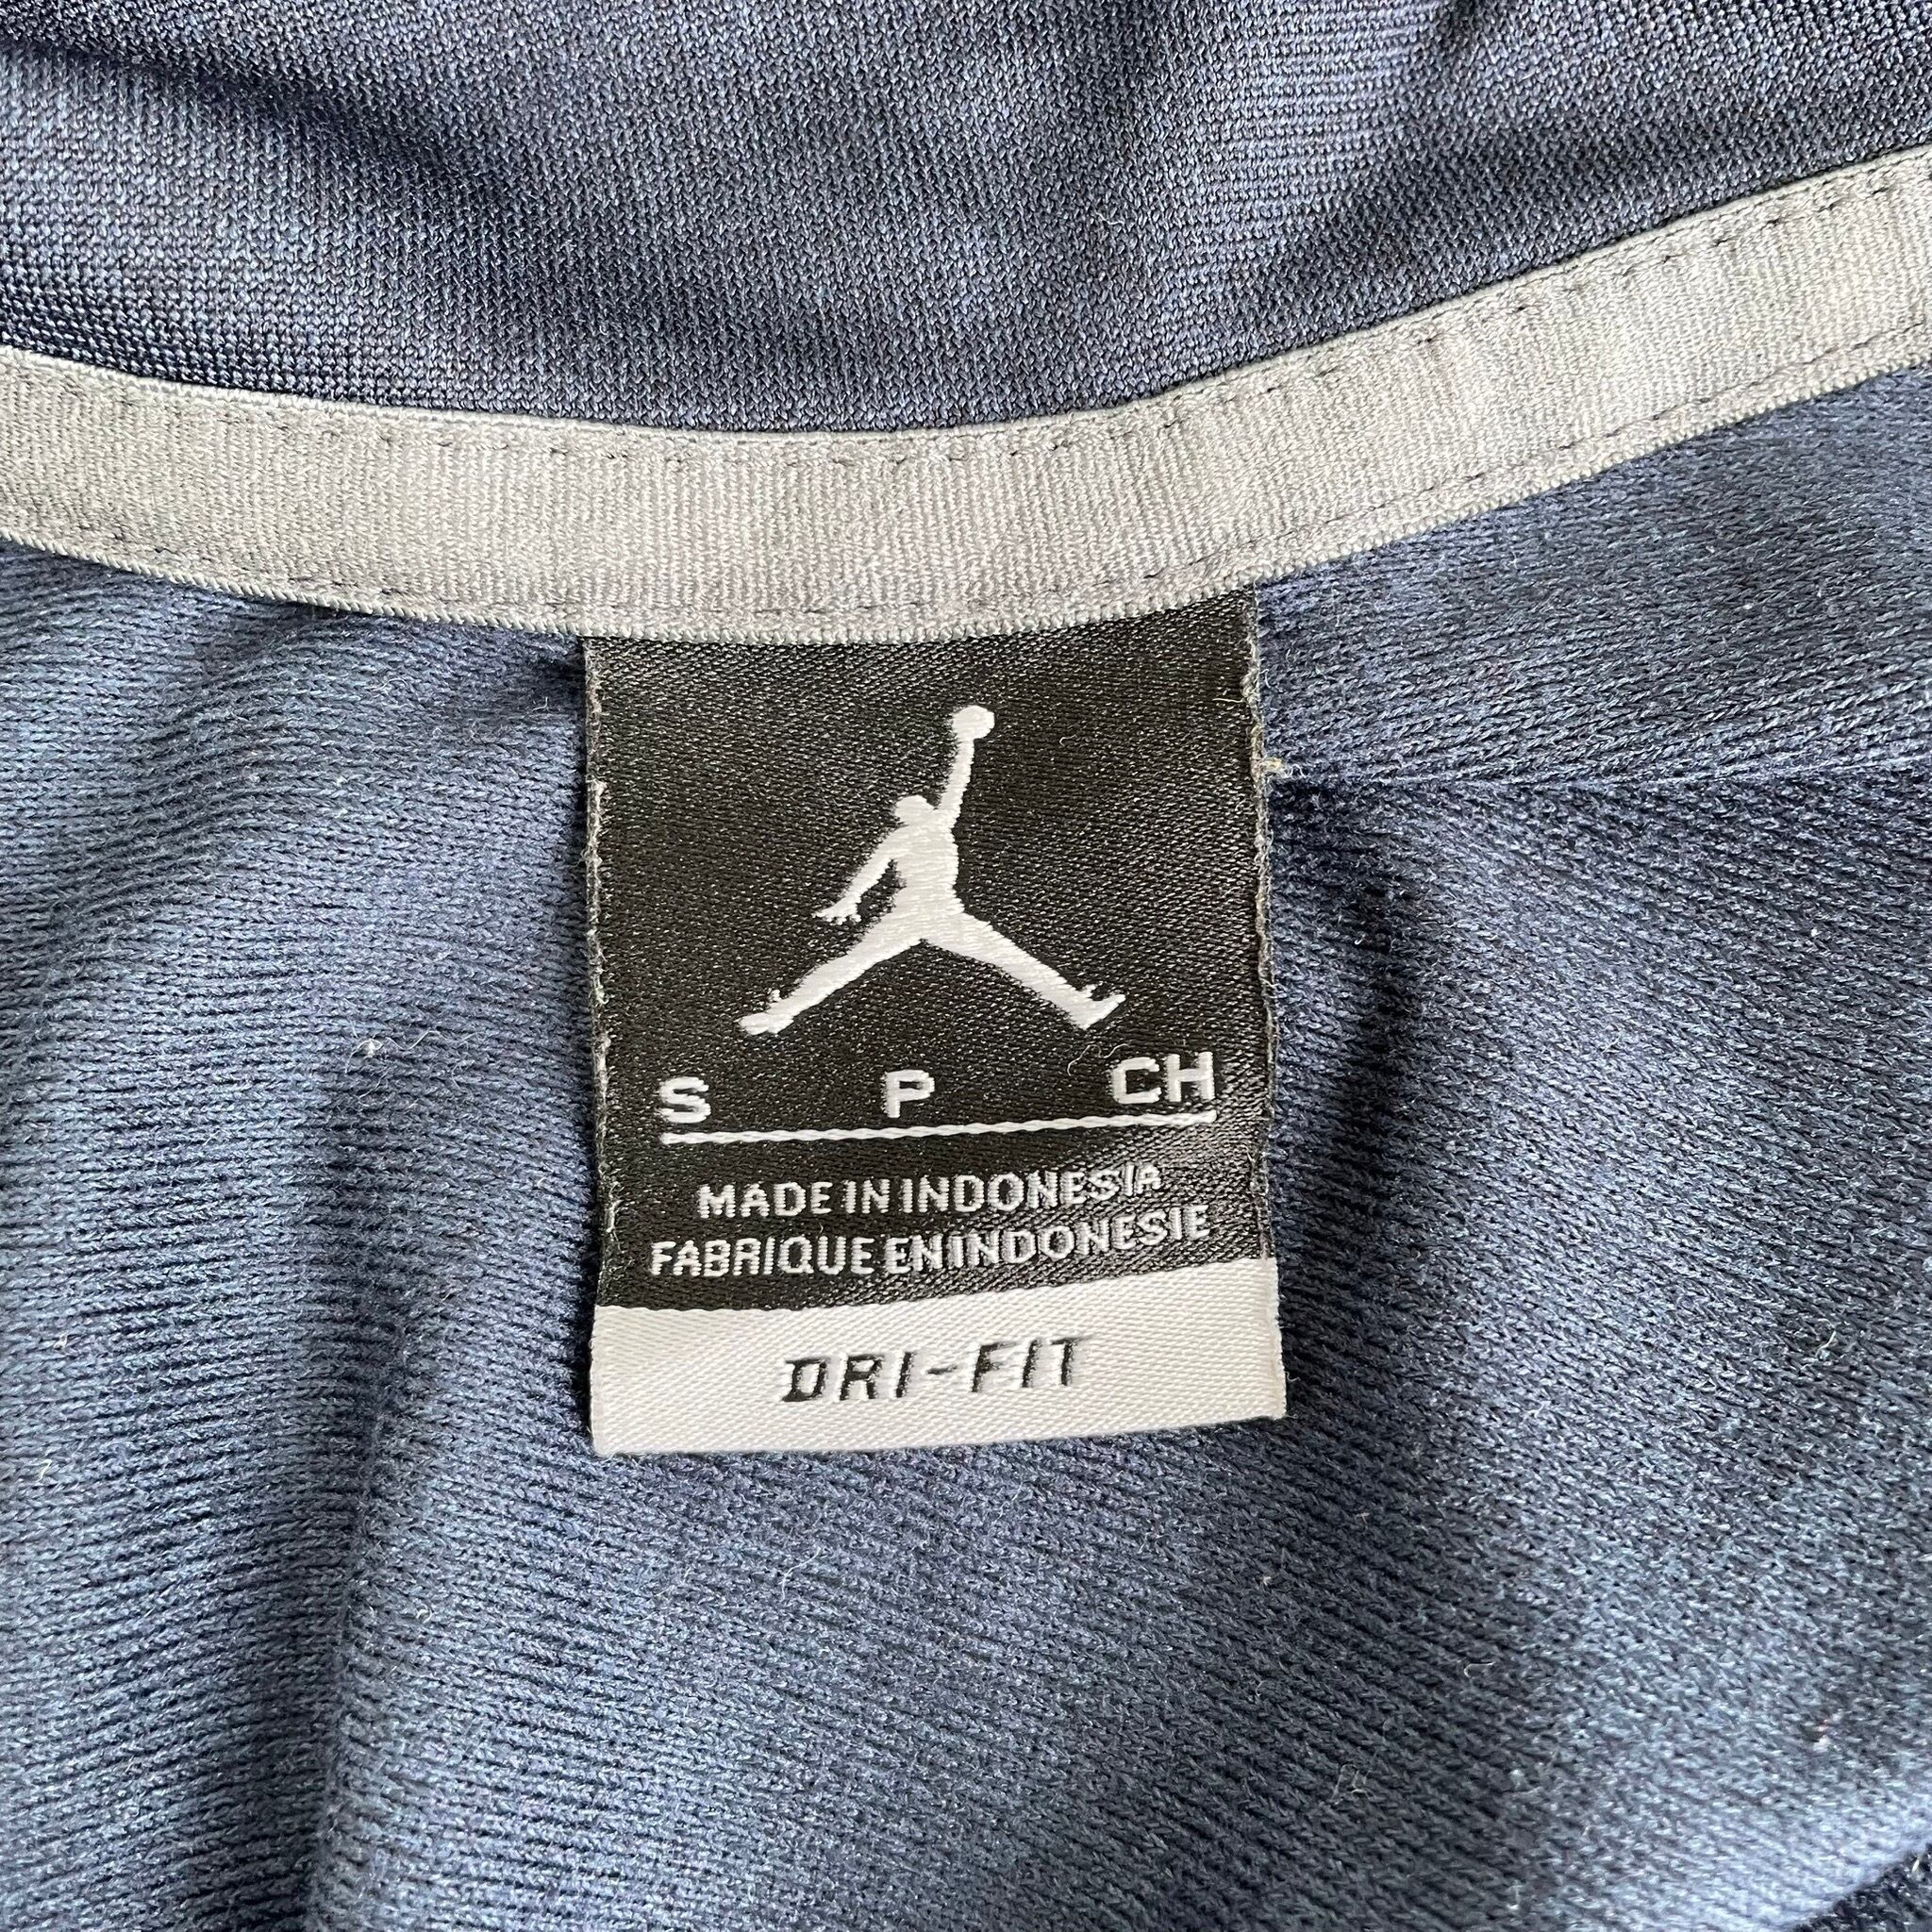 S P CH
MADE IN INDONESIA
FABRIQUE EN INDONESIE
DRI-FIT